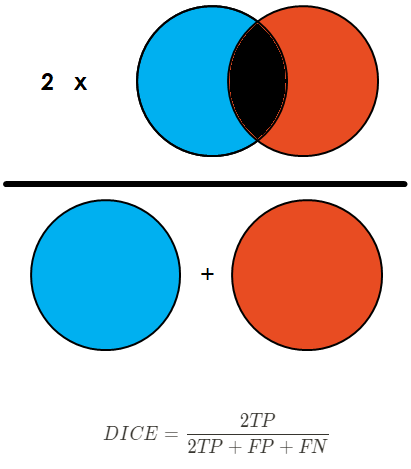 2 x
+
DICE = 2TP / 2TP + FP + FN